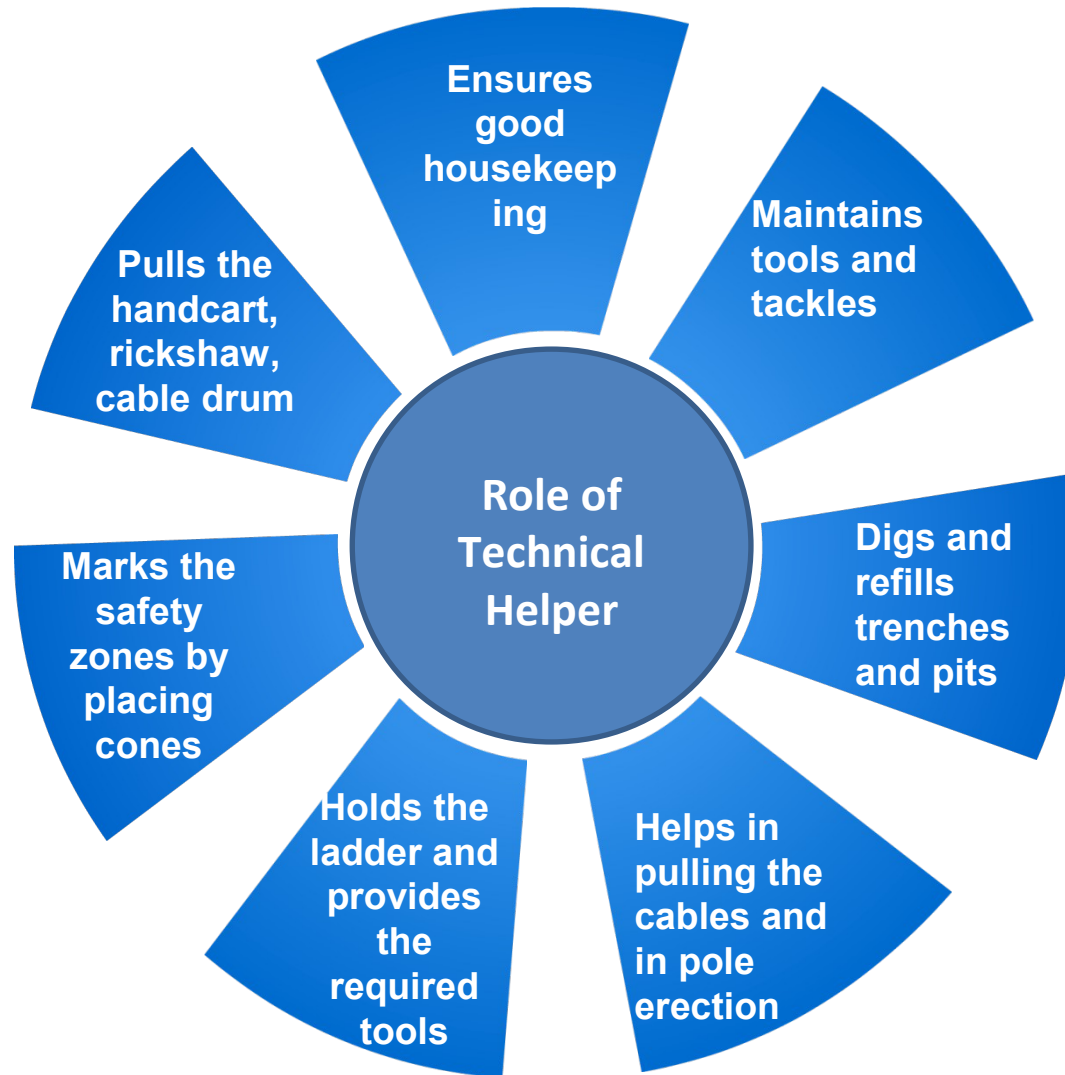 Ensures
good
housekeep
ing
Maintains
tools and
tackles
Digs and
refills
trenches
and pits
Helps in
pulling the
cables and
in pole
erection
Holds the
ladder and
provides
the
required
tools
Marks the
safety
zones by
placing
cones
Pulls the
handcart,
rickshaw,
cable drum
Role of
Technical
Helper